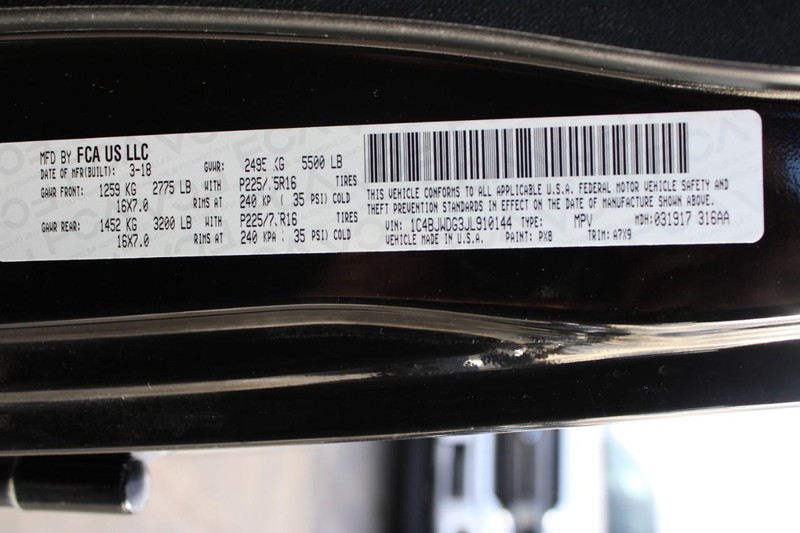 MFD BY FCA US LLC
DATE OF MFR(BUILT): 3-18 GVWR: 2495 KG 5500 LB
GAWR FRONT: 1259 KG 2775 LB WITH P225/75R16 TIRES
16X7.0 RIMS AT 240 KPA ( 35 PSI) COLD
GAWR REAR: 1452 KG 3200 LB WITH P225/75R16 TIRES
16X7.0 RIMS AT 240 KPA ( 35 PSI) COLD
THIS VEHICLE CONFORMS TO ALL APPLICABLE U.S.A. FEDERAL MOTOR VEHICLE SAFETY AND
THEFT PREVENTION STANDARDS IN EFFECT ON THE DATE OF MANUFACTURE SHOWN ABOVE.
VIN: 1C4BJWDG3JL910144 TYPE: MPV MDH: 031917 316AA
VEHICLE MADE IN U.S.A. PAINT: PX8 TRIM: A7X9